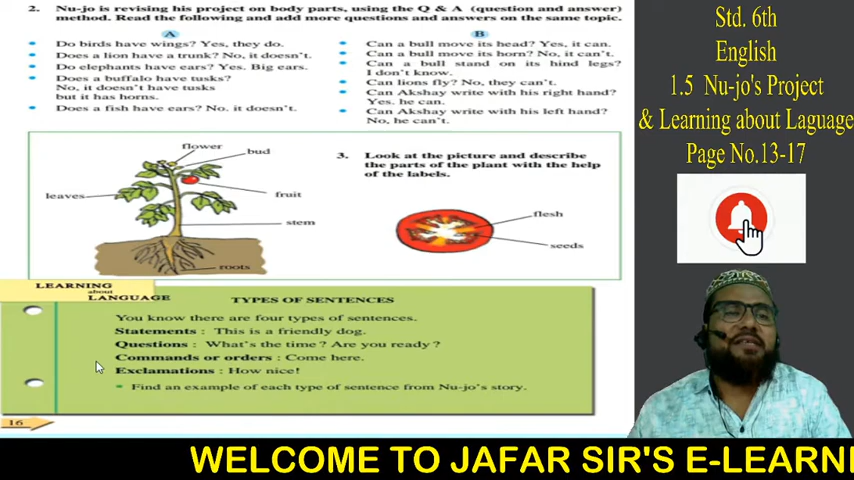 2. Nu-jo is revising his project on body parts, using the Q & A (question and answer)
method. Read the following and add more questions and answers on the same topic.
A
• Do birds have wings? Yes, they do.
• Does a lion have a trunk? No, it doesn't.
• Do elephants have ears? Yes. Big ears.
• Does a buffalo have tusks?
No, it doesn't have tusks
but it has horns.
• Does a fish have ears? No. it doesn't.
B
• Can a bull move its head? Yes, it can.
• Can a bull move its horn? No, it can't.
• Can a bull stand on its hind legs?
I don't know.
• Can lions fly? No, they can't.
• Can Akshay write with his right hand?
Yes. he can.
• Can Akshay write with his left hand?
No, he can't.
flower
bud
leaves
fruit
stem
roots
3. Look at the picture and describe
the parts of the plant with the help
of the labels.
flesh
seeds
LEARNING
about
LANGUAGE
TYPES OF SENTENCES
You know there are four types of sentences.
Statements : This is a friendly dog.
Questions : What's the time? Are you ready?
Commands or orders : Come here.
Exclamations : How nice!
• Find an example of each type of sentence from Nu-jo's story.
16
Std. 6th
English
1.5 Nu-jo's Project
& Learning about Laguage
Page No.13-17
WELCOME TO JAFAR SIR'S E-LEARNI